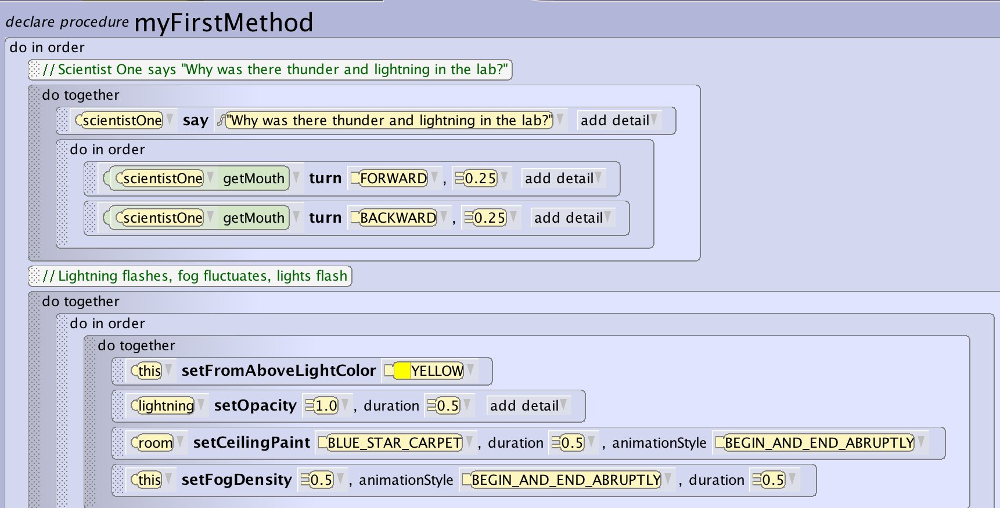 declare procedure myFirstMethod
do in order
// Scientist One says "Why was there thunder and lightning in the lab?"
do together
scientistOne say "Why was there thunder and lightning in the lab?" add detail
do in order
scientistOne getMouth turn FORWARD , 0.25 add detail
scientistOne getMouth turn BACKWARD , 0.25 add detail
// Lightning flashes, fog fluctuates, lights flash
do together
do in order
do together
this setFromAboveLightColor YELLOW
lightning setOpacity 1.0 , duration 0.5 add detail
room setCeilingPaint BLUE_STAR_CARPET , duration 0.5 , animationStyle BEGIN_AND_END_ABRUPTLY
this setFogDensity 0.5 , animationStyle BEGIN_AND_END_ABRUPTLY , duration 0.5